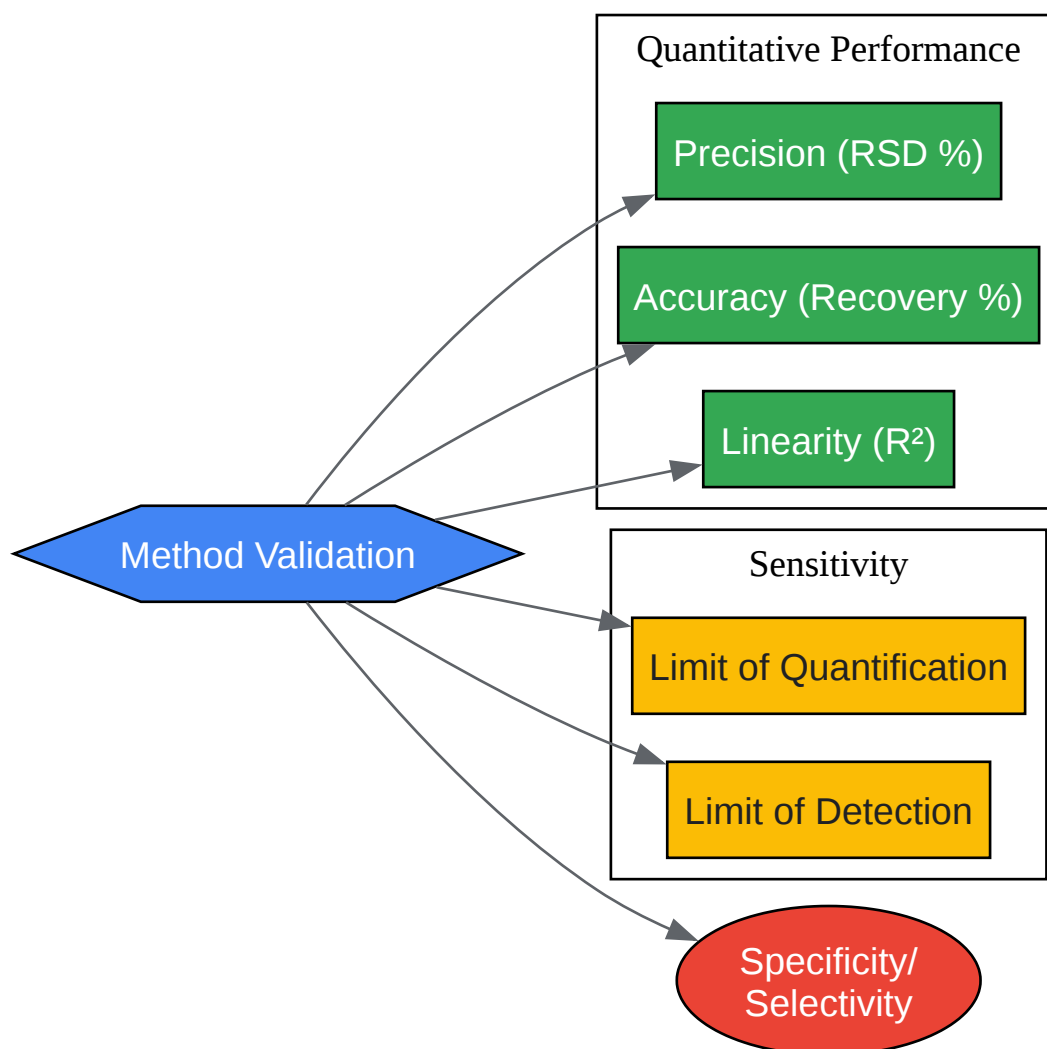 Quantitative Performance
Precision (RSD %)
Accuracy (Recovery %)
Linearity (R²)
Method Validation
Sensitivity
Limit of Quantification
Limit of Detection
Specificity/
Selectivity